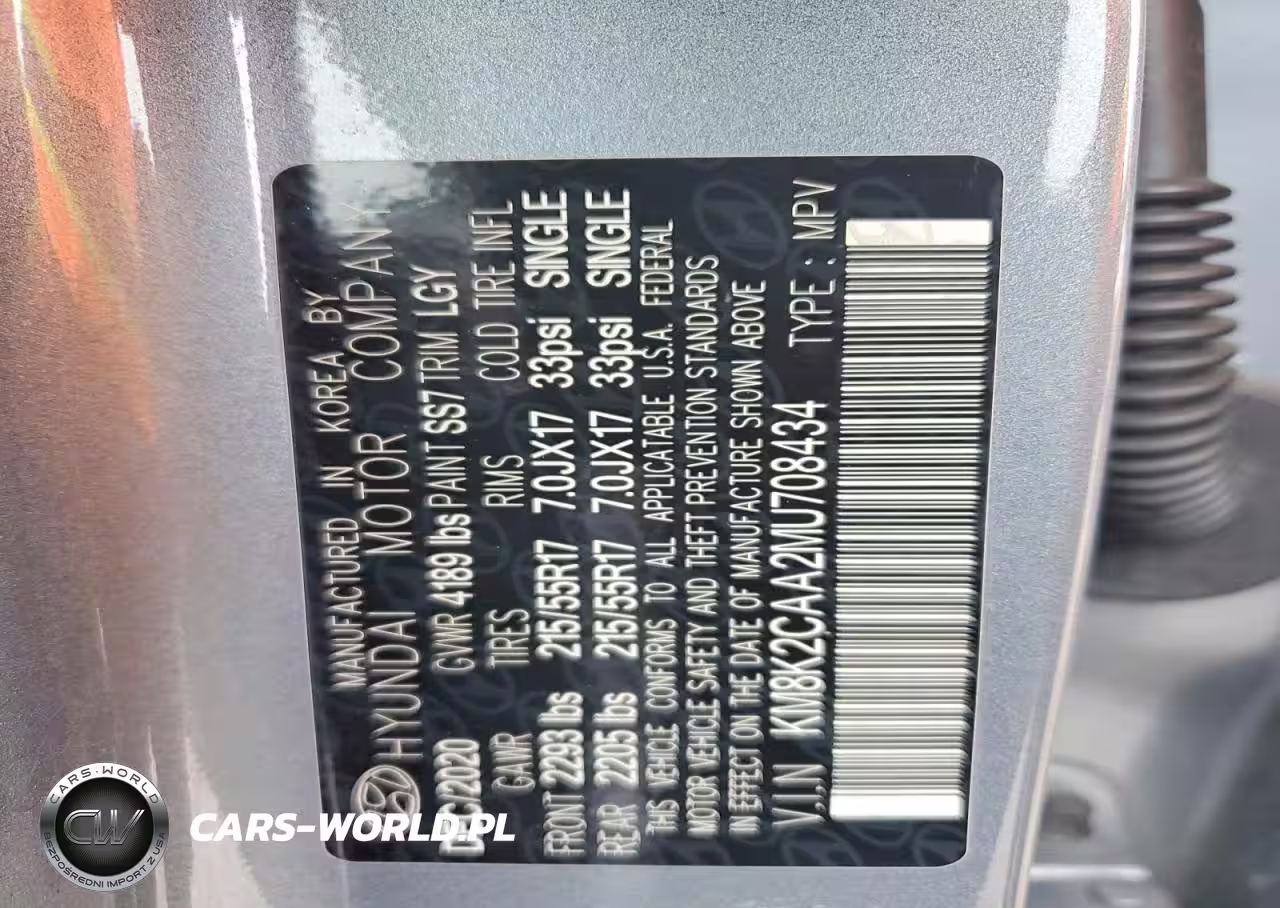 MANUFACTURED IN KOREA BY
HYUNDAI MOTOR COMPANY
DEC/2020 GVWR 4189 lbs PAINT SS7 TRIM LGY
GAWR TIRES RIMS COLD TIRE INFL
FRONT 2293 lbs 215/55R17 7.0JX17 33psi SINGLE
REAR 2205 lbs 215/55R17 7.0JX17 33psi SINGLE
THIS VEHICLE CONFORMS TO ALL APPLICATABLE U.S.A. FEDERAL
MOTOR VEHICLE SAFETY AND THEFT PREVENTION STANDARDS
IN EFFECT ON THE DATE OF MANUFACTURE SHOWN ABOVE
V.I.N KM8K2CAA2MU708434 TYPE : MPV
CARS-WORLD
CW
BEZPOŚREDNI IMPORT Z USA
CARS-WORLD.PL